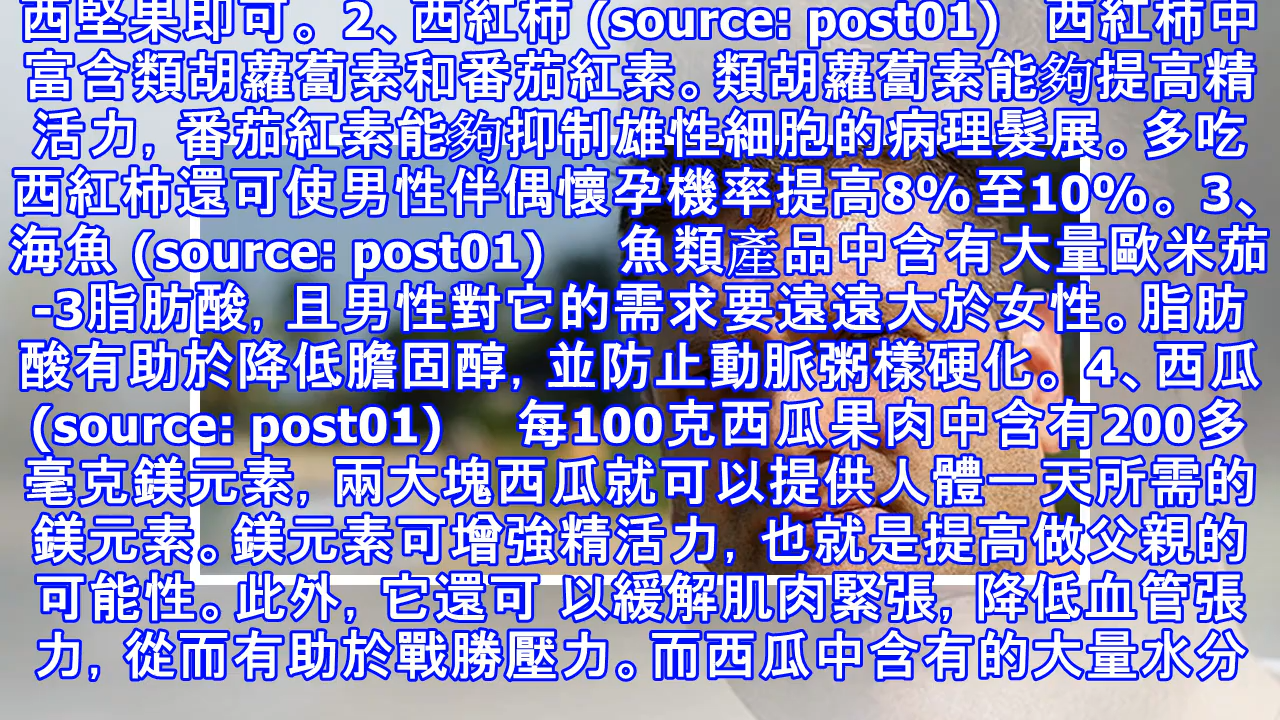 西堅果即可。2、西紅柿 (source: post01) 西紅柿中
富含類胡蘿蔔素和番茄紅素。類胡蘿蔔素能夠提高精
活力, 番茄紅素能夠抑制雄性細胞的病理髮展。多吃
西紅柿還可使男性伴偶懷孕機率提高8%至10%。3、
海魚 (source: post01) 魚類產品中含有大量歐米茄
-3脂肪酸, 且男性對它的需求要遠遠大於女性。脂肪
酸有助於降低膽固醇, 並防止動脈粥樣硬化。4、西瓜
(source: post01) 每100克西瓜果肉中含有200多
毫克鎂元素, 兩大塊西瓜就可以提供人體一天所需的
鎂元素。鎂元素可增強精活力, 也就是提高做父親的
可能性。此外, 它還可 以緩解肌肉緊張, 降低血管張
力, 從而有助於戰勝壓力。而西瓜中含有的大量水分